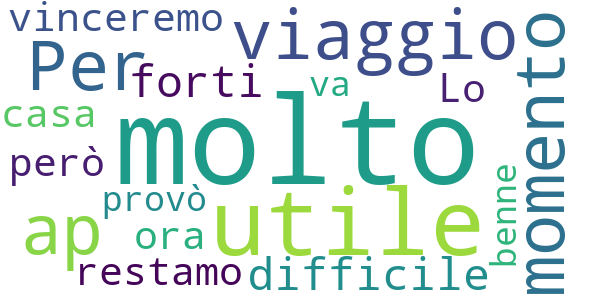 vinceremo
viaggio
Per
forti
va
Lo
casa
molto
momento
però
provò
utile
benne
ap
ora
restamo
difficile